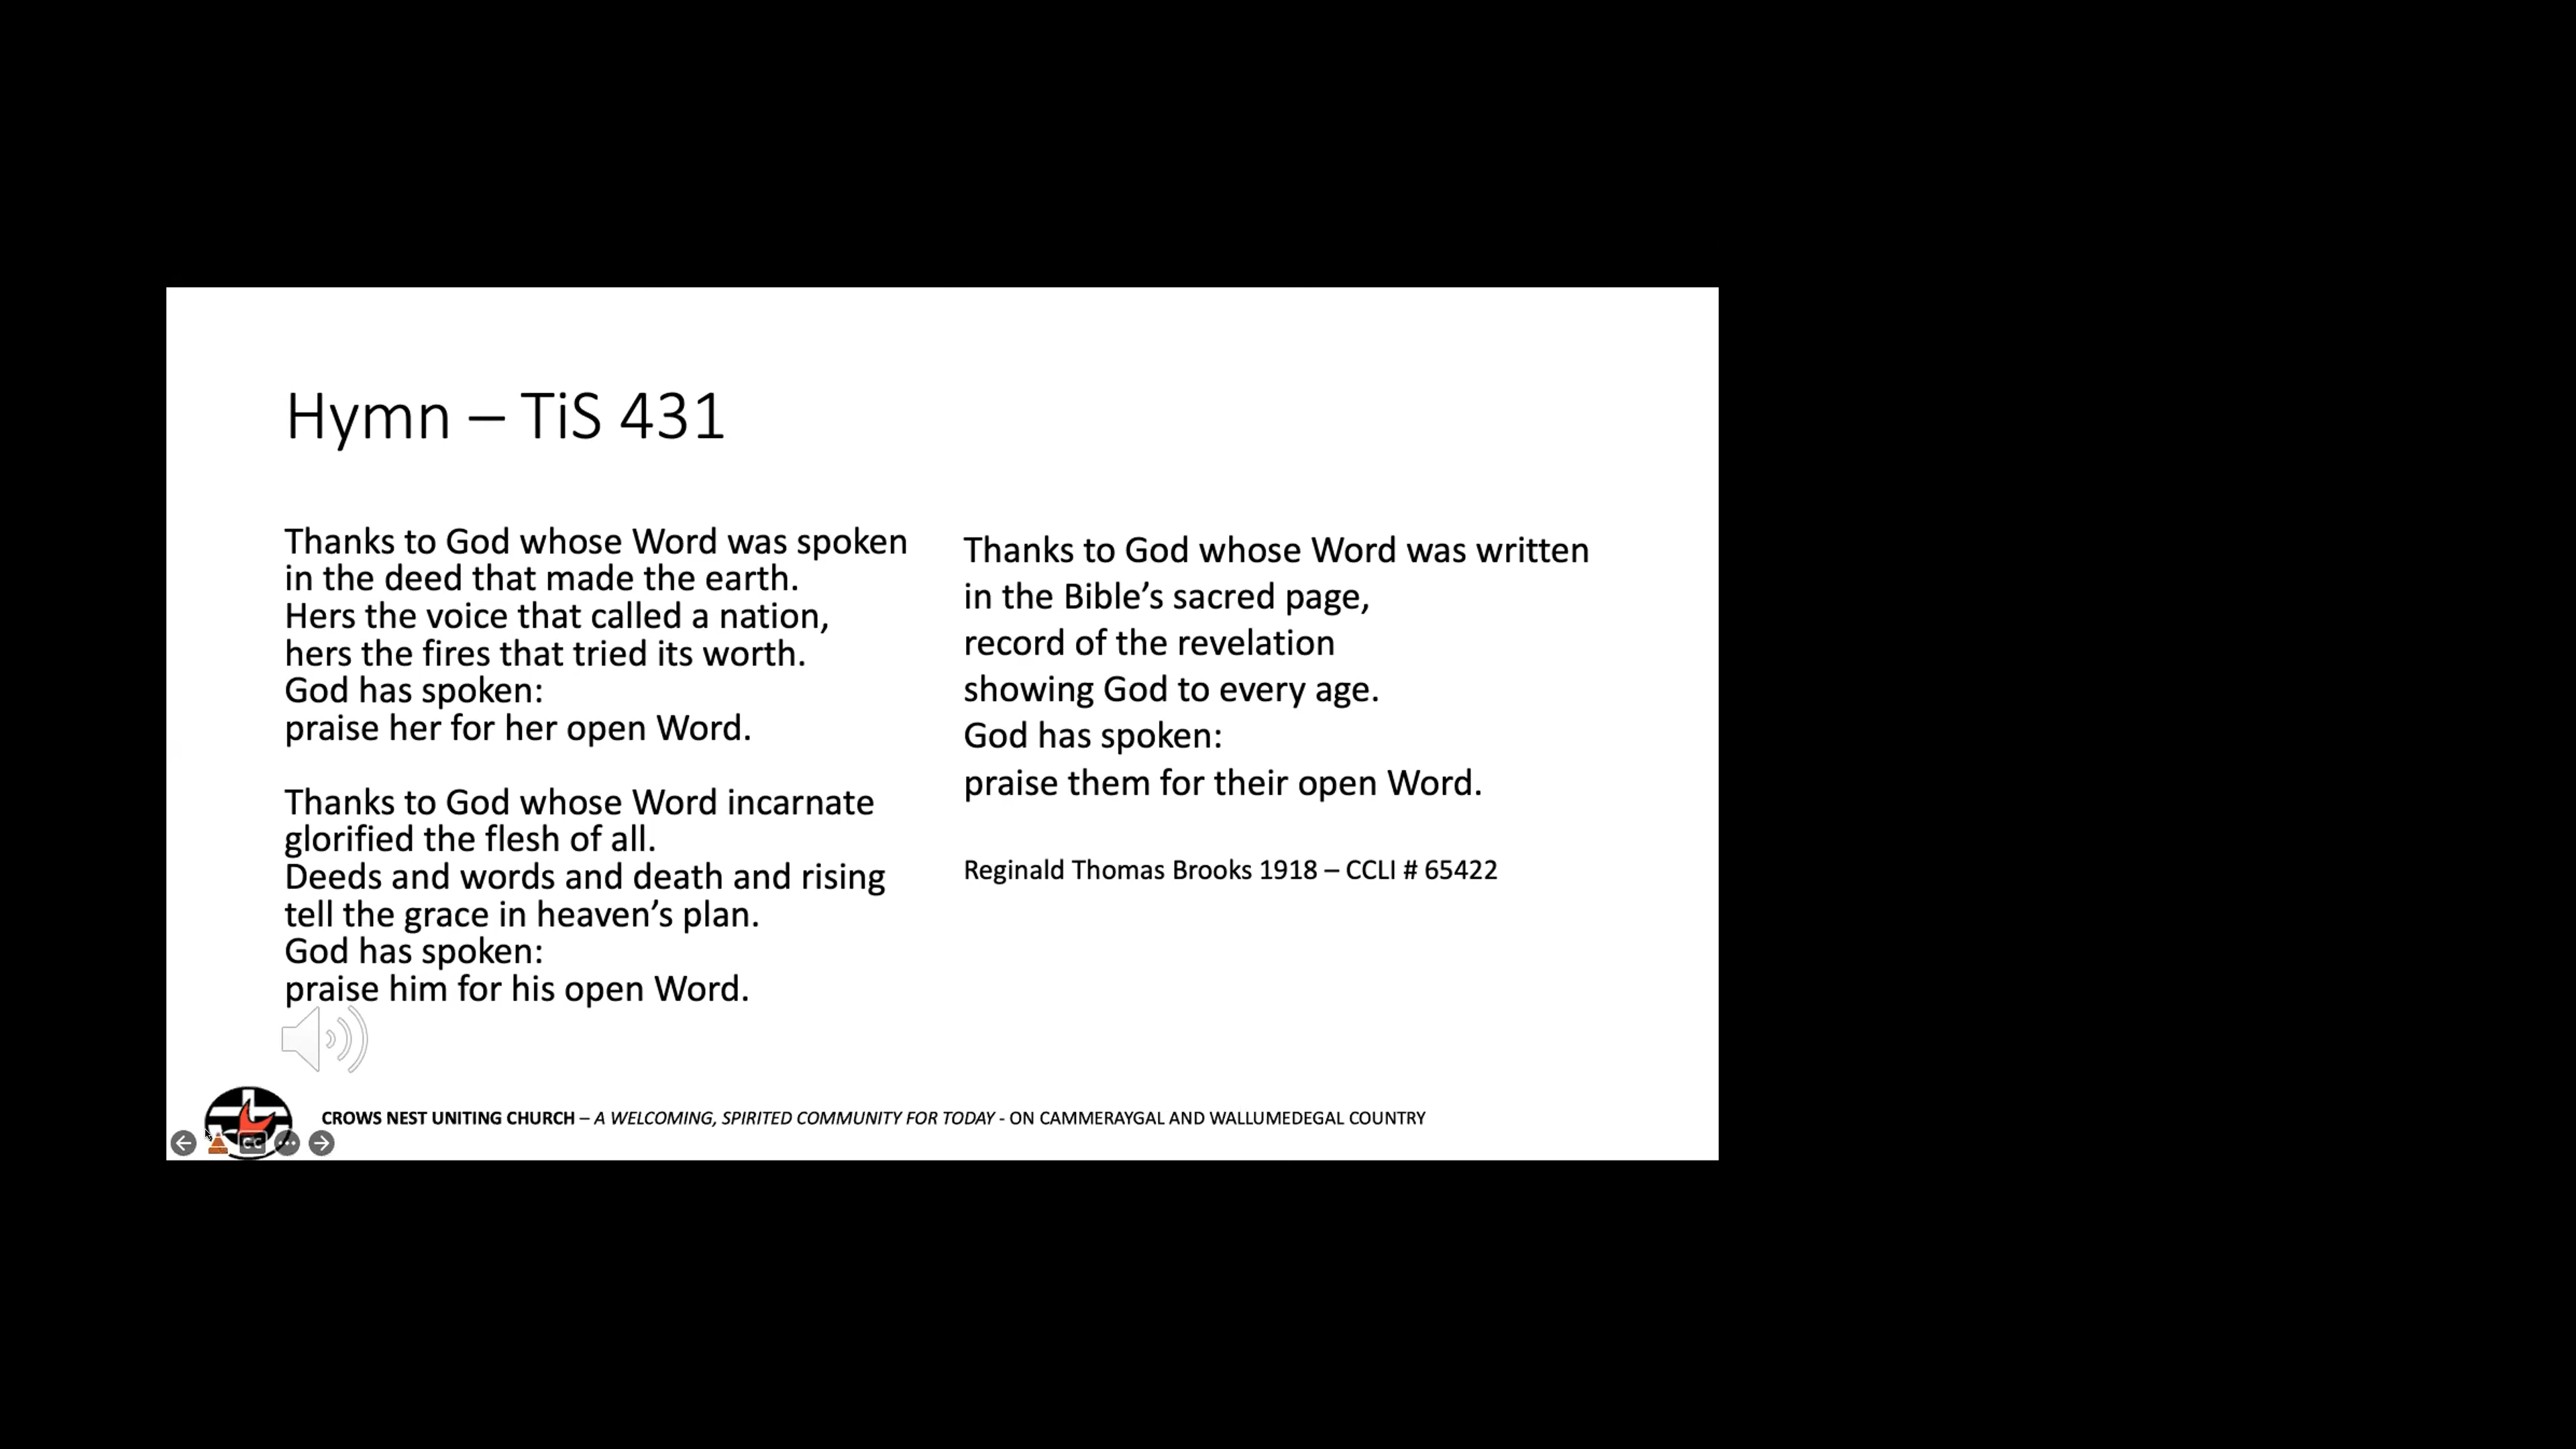 Hymn – TiS 431
Thanks to God whose Word was spoken
in the deed that made the earth.
Hers the voice that called a nation,
hers the fires that tried its worth.
God has spoken:
praise her for her open Word.
Thanks to God whose Word incarnate
glorified the flesh of all.
Deeds and words and death and rising
tell the grace in heaven’s plan.
God has spoken:
praise him for his open Word.
Thanks to God whose Word was written
in the Bible’s sacred page,
record of the revelation
showing God to every age.
God has spoken:
praise them for their open Word.
Reginald Thomas Brooks 1918 – CCLI # 65422
CROWS NEST UNITING CHURCH – A WELCOMING, SPIRITED COMMUNITY FOR TODAY - ON CAMMERAYGAL AND WALLUMEDEGAL COUNTRY
CC